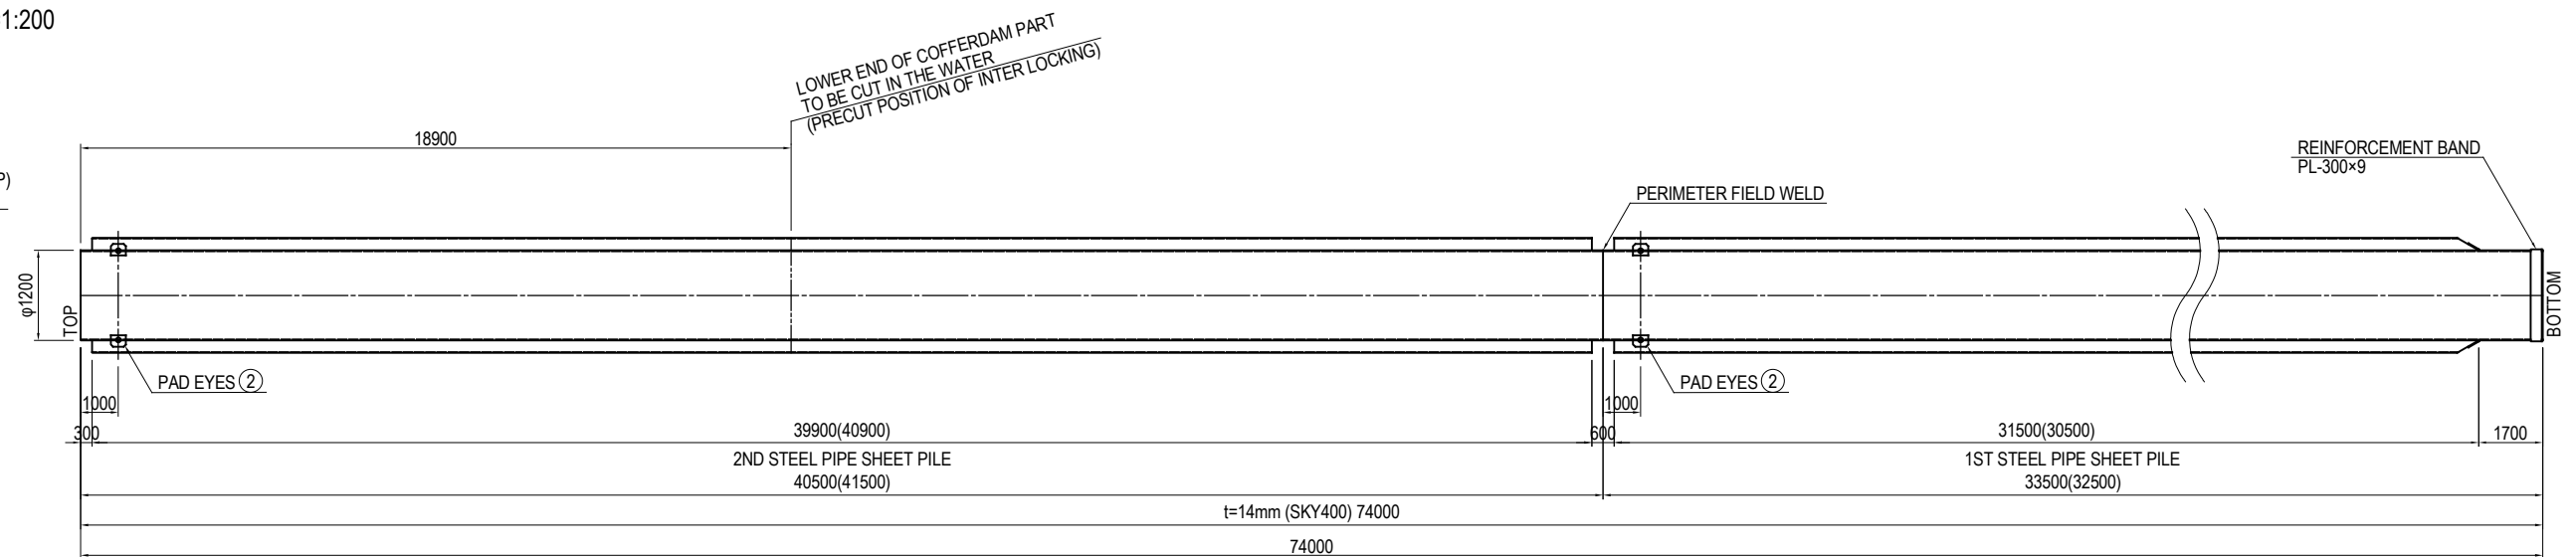 1:200
LOWER END OF COFFERDAM PART
TO BE CUT IN THE WATER
(PRECUT POSITION OF INTER LOCKING)
18900
REINFORCEMENT BAND
PL-300×9
P)
PERIMETER FIELD WELD
φ1200
TOP
BOTTOM
PAD EYES ②
PAD EYES ②
1000
1000
300
39900(40900)
600
31500(30500)
1700
2ND STEEL PIPE SHEET PILE
1ST STEEL PIPE SHEET PILE
40500(41500)
33500(32500)
t=14mm (SKY400) 74000
74000